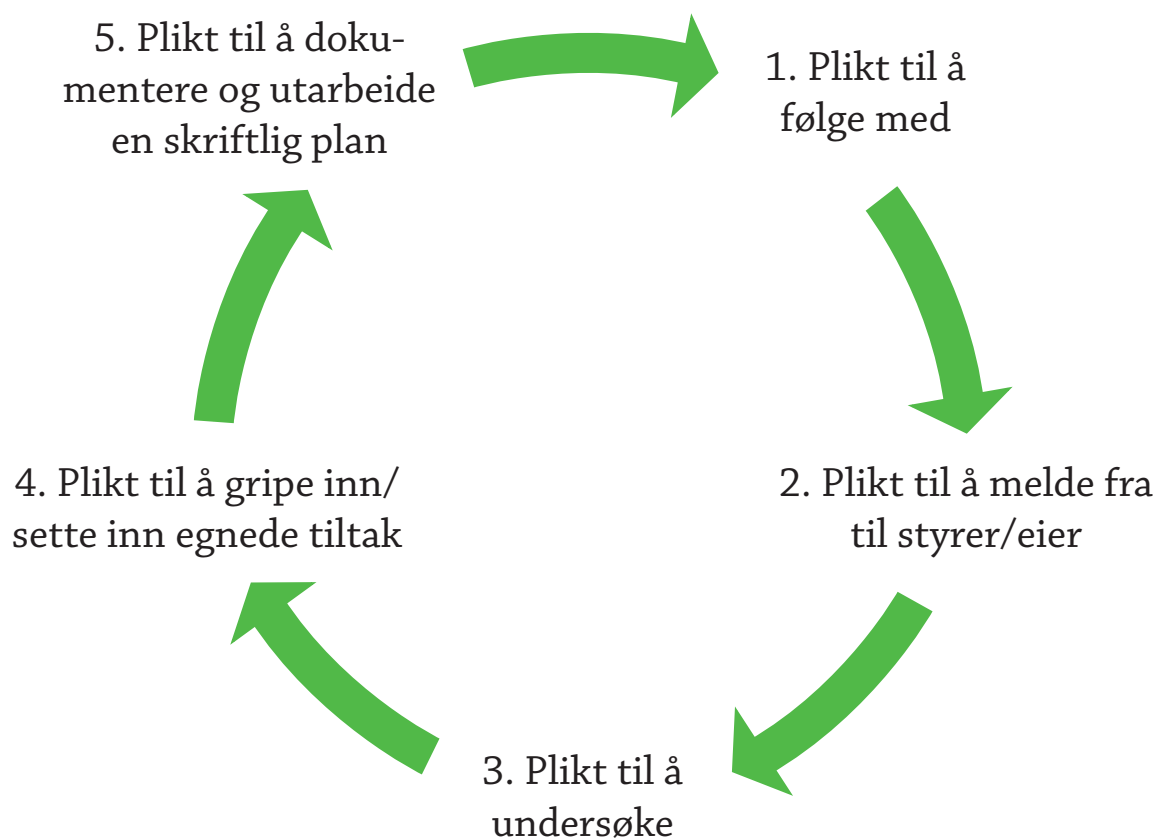 1. Plikt til å
følge med
2. Plikt til å melde fra
til styrer/eier
3. Plikt til å
undersøke
4. Plikt til å gripe inn/
sette inn egnede tiltak
5. Plikt til å doku-
mentere og utarbeide
en skriftlig plan